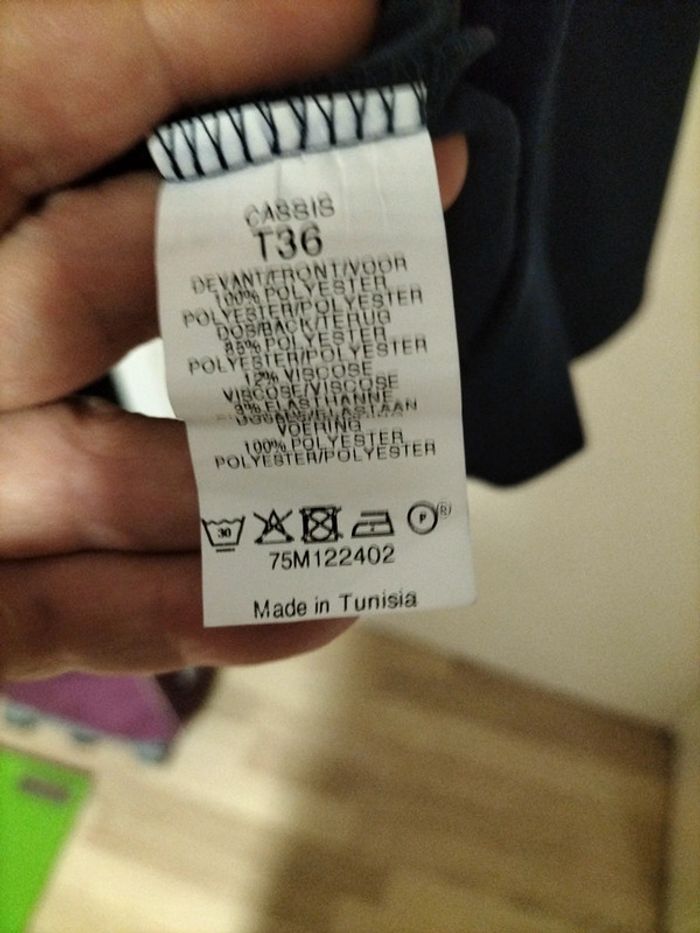 CASSIS
T36
DEVANT/FRONT/VOOR
100% POLYESTER
POLYESTER/POLYESTER
DOS/BACK/TERUG
85% POLYESTER
POLYESTER/POLYESTER
12% VISCOSE
VISCOSE/VISCOSE
3% ELASTHANNE
VOERING
100% POLYESTER
POLYESTER/POLYESTER
30
P ®
75M122402
Made in Tunisia